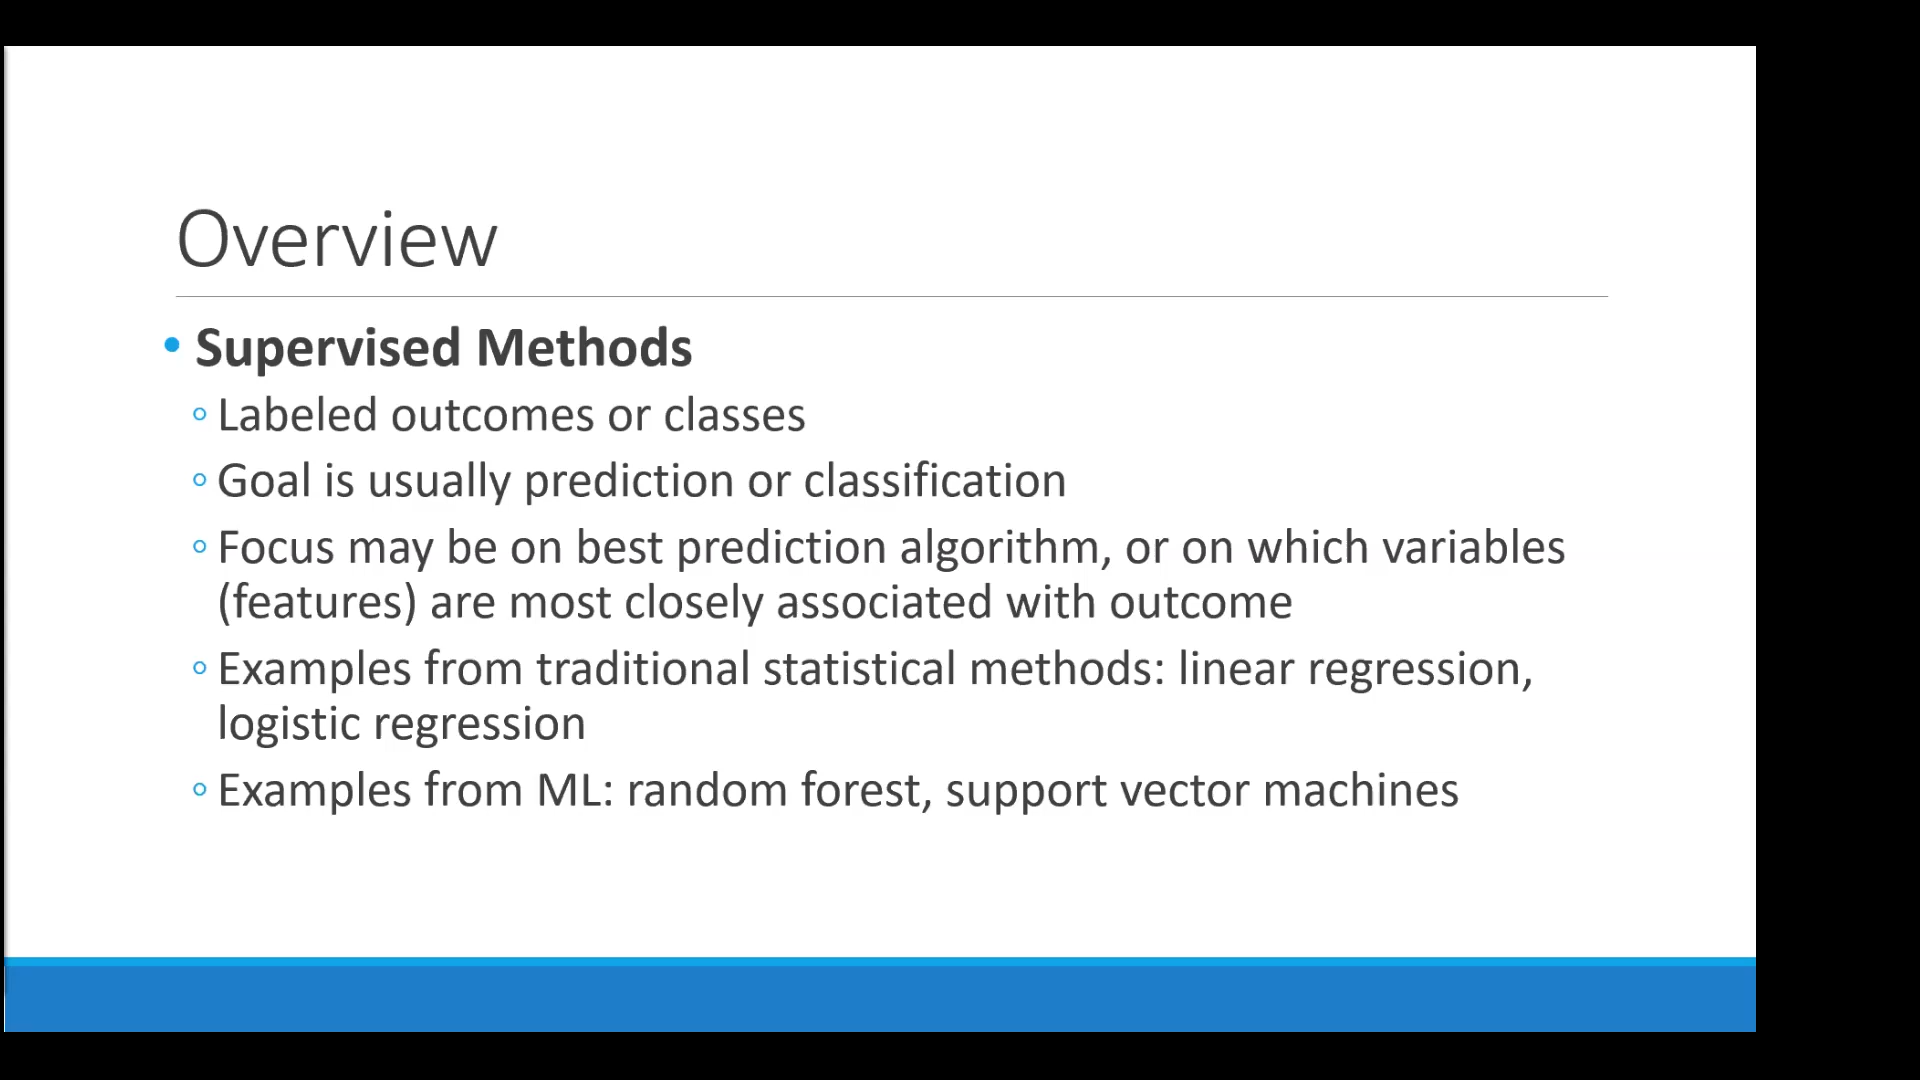 Overview
• Supervised Methods
◦ Labeled outcomes or classes
◦ Goal is usually prediction or classification
◦ Focus may be on best prediction algorithm, or on which variables
(features) are most closely associated with outcome
◦ Examples from traditional statistical methods: linear regression,
logistic regression
◦ Examples from ML: random forest, support vector machines